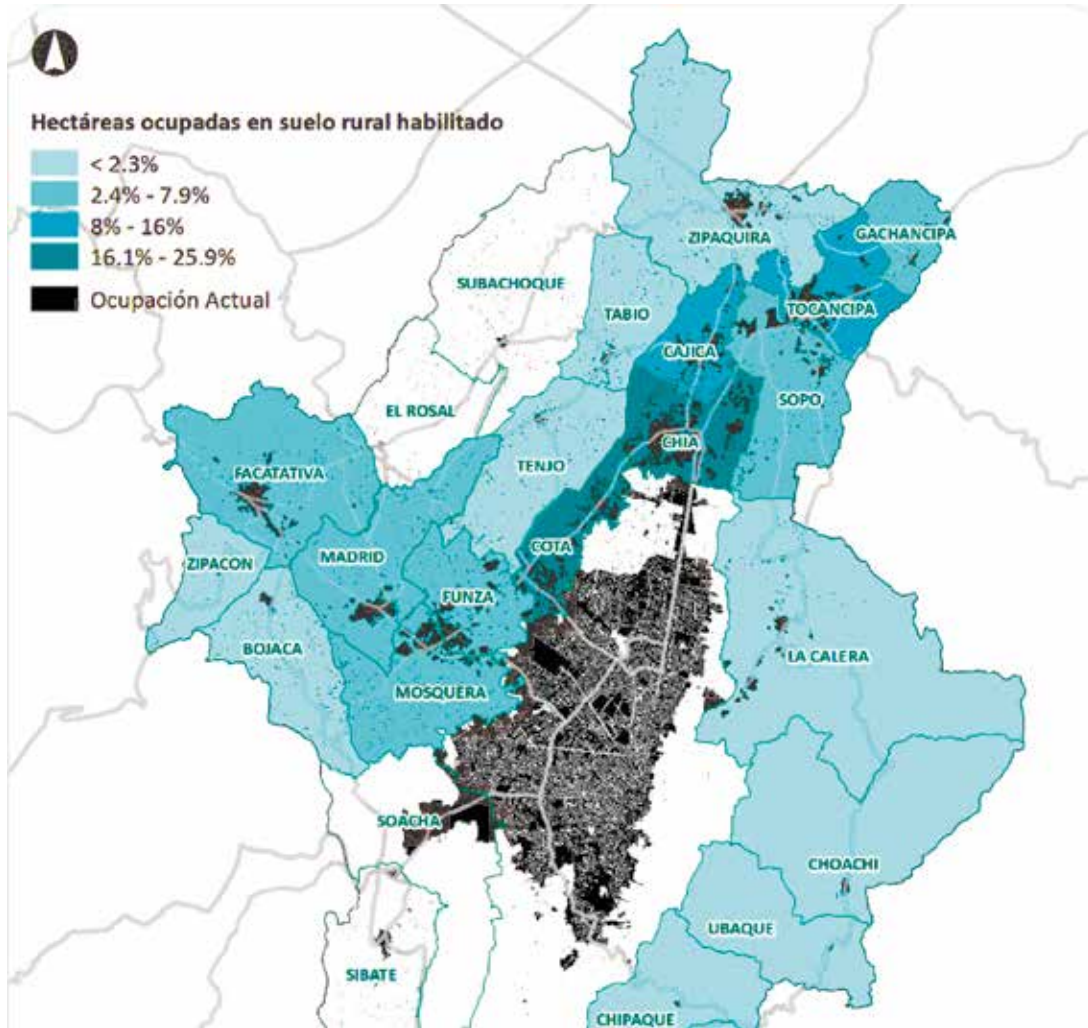 Hectáreas ocupadas en suelo rural habilitado
< 2.3%
2.4% - 7.9%
8% - 16%
16.1% - 25.9%
Ocupación Actual
ZIPAQUIRA
GACHANCIPA
SUBACHOQUE
TABIO
TOCANCIPA
CAJICA
EL ROSAL
SOPO
CHIA
TENJO
FACATATIVA
COTA
MADRID
ZIPACON
FUNZA
BOJACA
LA CALERA
MOSQUERA
SOACHA
CHOACHI
UBAQUE
SIBATE
CHIPAQUE